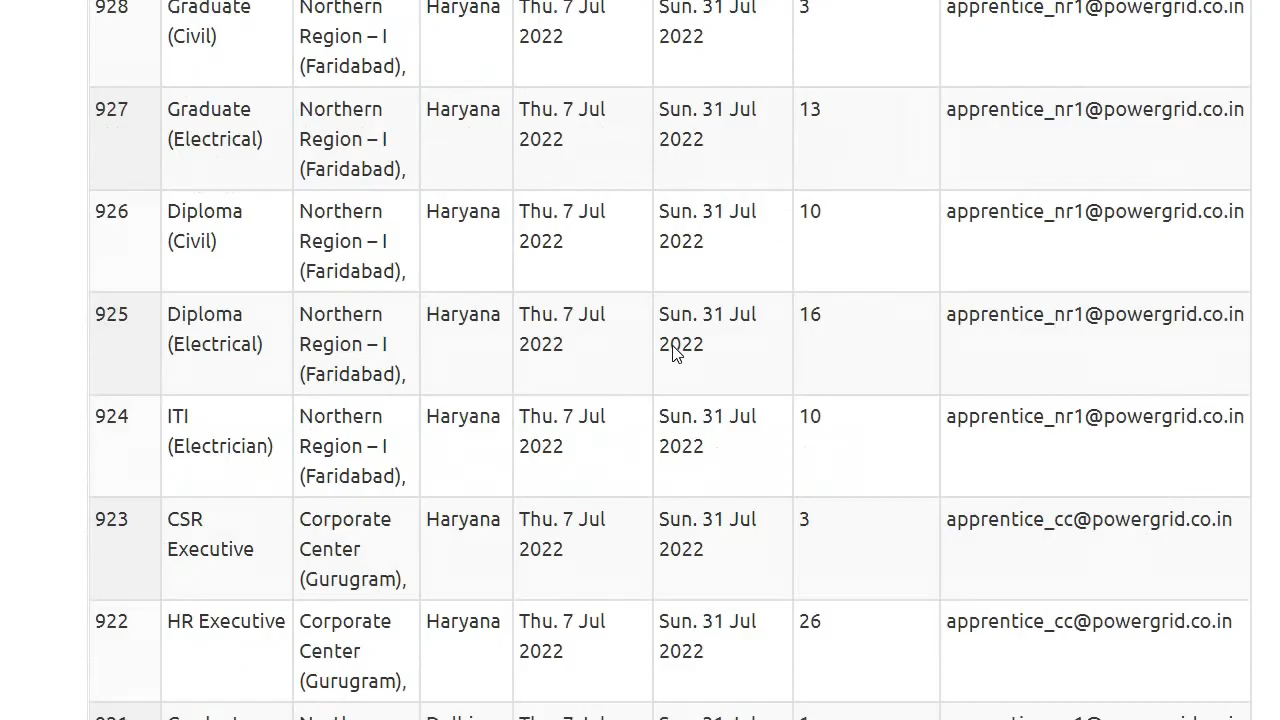 928 Graduate Northern Haryana Thu. 7 Jul Sun. 31 Jul 3 apprentice_nr1@powergrid.co.in
(Civil) Region – I 2022 2022
(Faridabad),
927 Graduate Northern Haryana Thu. 7 Jul Sun. 31 Jul 13 apprentice_nr1@powergrid.co.in
(Electrical) Region – I 2022 2022
(Faridabad),
926 Diploma Northern Haryana Thu. 7 Jul Sun. 31 Jul 10 apprentice_nr1@powergrid.co.in
(Civil) Region – I 2022 2022
(Faridabad),
925 Diploma Northern Haryana Thu. 7 Jul Sun. 31 Jul 16 apprentice_nr1@powergrid.co.in
(Electrical) Region – I 2022 2022
(Faridabad),
924 ITI Northern Haryana Thu. 7 Jul Sun. 31 Jul 10 apprentice_nr1@powergrid.co.in
(Electrician) Region – I 2022 2022
(Faridabad),
923 CSR Corporate Haryana Thu. 7 Jul Sun. 31 Jul 3 apprentice_cc@powergrid.co.in
Executive Center 2022 2022
(Gurugram),
922 HR Executive Corporate Haryana Thu. 7 Jul Sun. 31 Jul 26 apprentice_cc@powergrid.co.in
Center 2022 2022
(Gurugram),